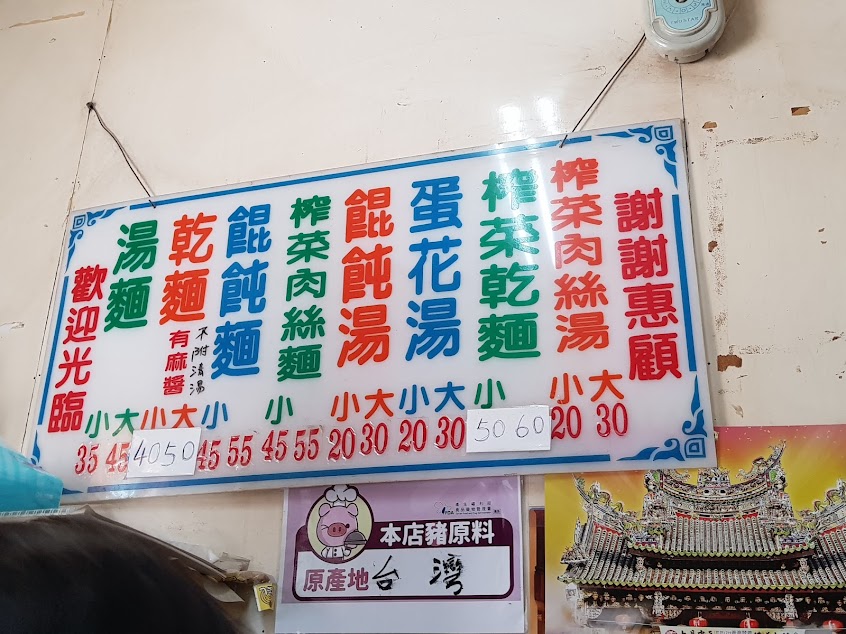 歡迎光臨
湯麵
小 大
35 45
乾麵
有麻醬
不附清湯
小 大
40 50
餛飩麵
小
45 55
榨菜肉絲麵
小
45 55
餛飩湯
小 大
20 30
蛋花湯
小 大
20 30
榨菜乾麵
小
50 60
榨菜肉絲湯
小 大
20 30
謝謝惠顧
本店豬原料
原產地台灣